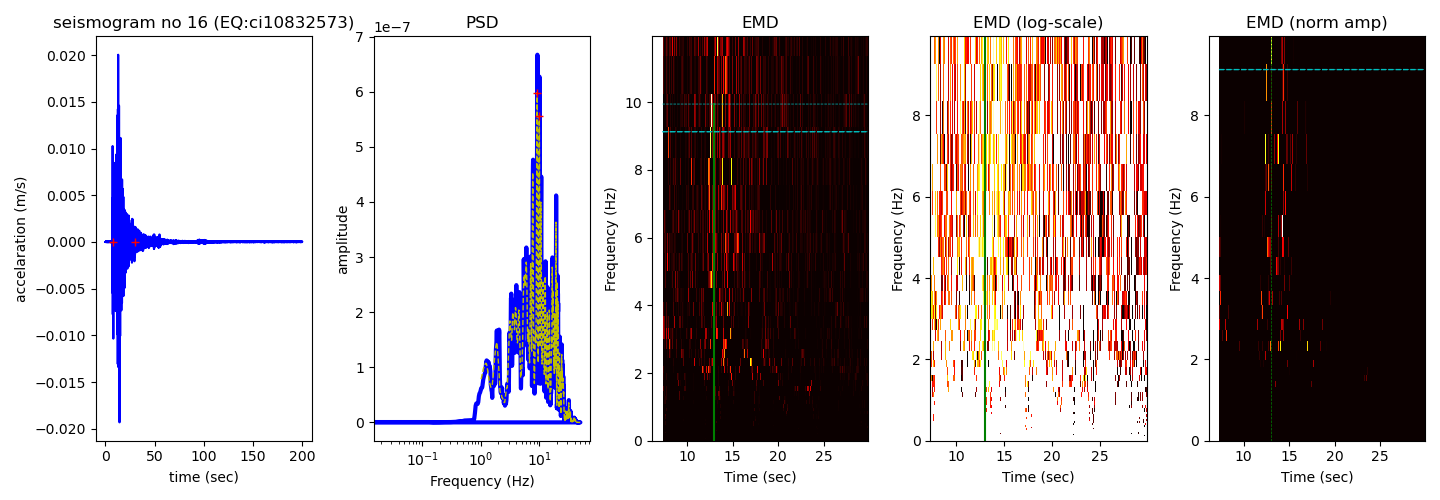 seismogram no 16 (EQ:ci10832573)
accelaration (m/s)
0.020
0.015
0.010
0.005
0.000
−0.005
−0.010
−0.015
−0.020
0 50 100 150 200
time (sec)
PSD
1e−7
amplitude
7
6
5
4
3
2
1
0
10⁻¹ 10⁰ 10¹
Frequency (Hz)
EMD
Frequency (Hz)
10
8
6
4
2
0
10 15 20 25
Time (sec)
EMD (log-scale)
Frequency (Hz)
8
6
4
2
0
10 15 20 25
Time (sec)
EMD (norm amp)
Frequency (Hz)
8
6
4
2
0
10 15 20 25
Time (sec)